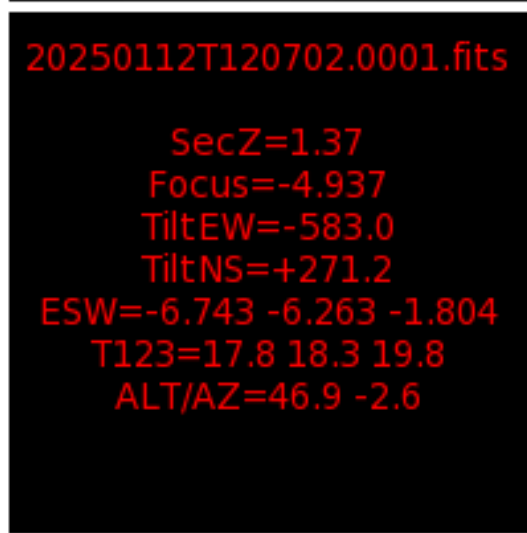 20250112T120702.0001.fits
SecZ=1.37
Focus=-4.937
TiltEW=-583.0
TiltNS=+271.2
ESW=-6.743 -6.263 -1.804
T123=17.8 18.3 19.8
ALT/AZ=46.9 -2.6